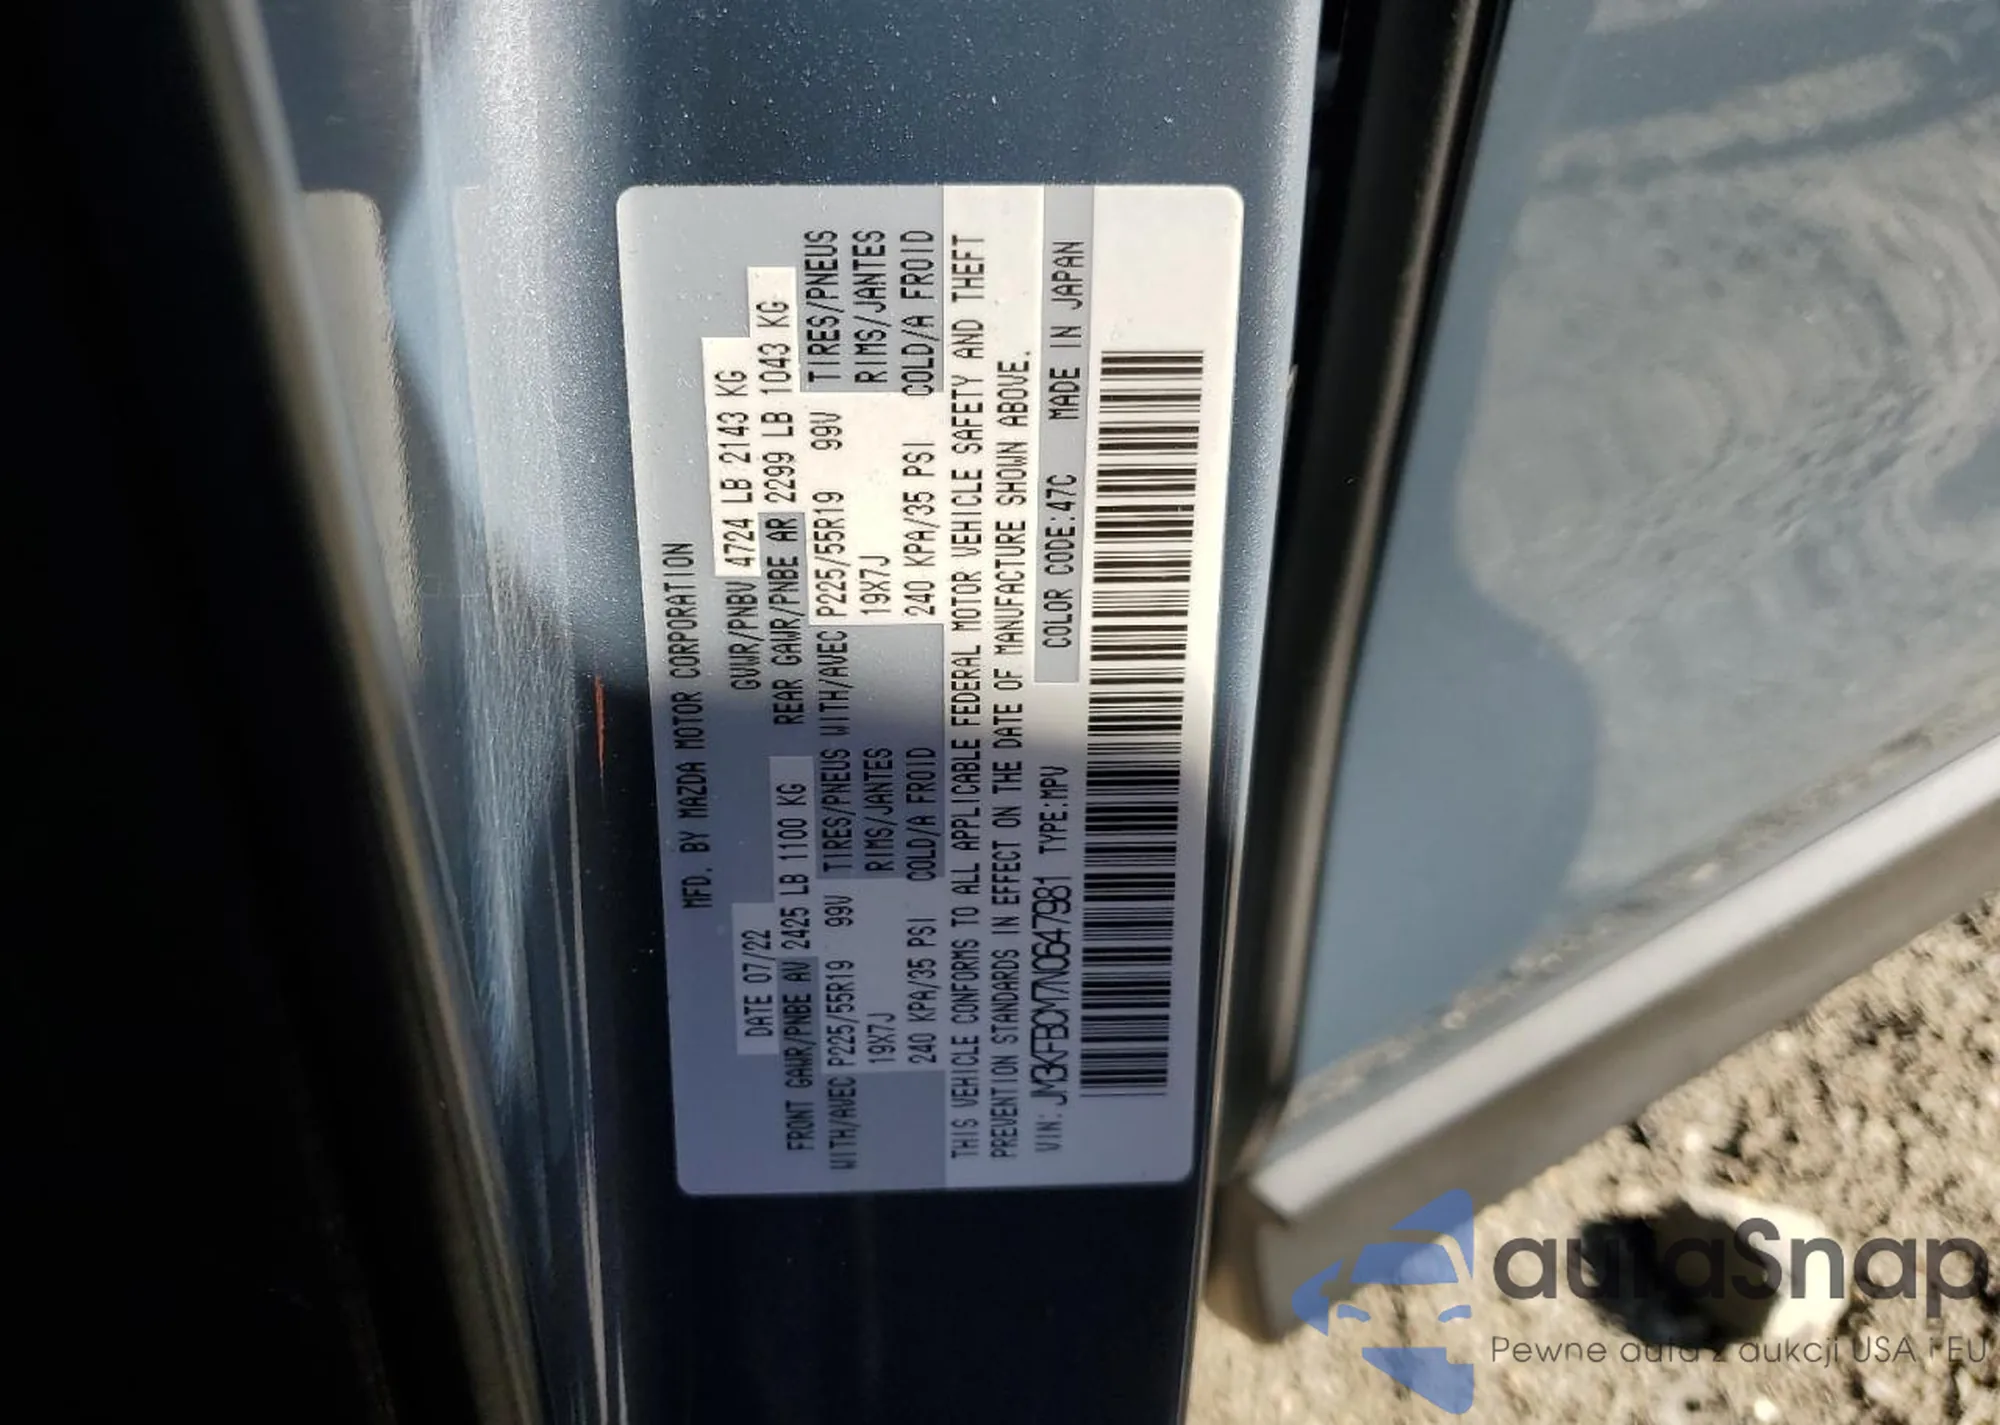 MFD. BY MAZDA MOTOR CORPORATION
DATE 07/22 GVWR/PNBV 4724 LB 2143 KG
FRONT GAWR/PNBE AV 2425 LB 1100 KG REAR GAWR/PNBE AR 2299 LB 1043 KG
WITH/AVEC P225/55R19 99V TIRES/PNEUS WITH/AVEC P225/55R19 99V TIRES/PNEUS
19X7J RIMS/JANTES 19X7J RIMS/JANTES
240 KPA/35 PSI COLD/A FROID 240 KPA/35 PSI COLD/A FROID
THIS VEHICLE CONFORMS TO ALL APPLICABLE FEDERAL MOTOR VEHICLE SAFETY AND THEFT
PREVENTION STANDARDS IN EFFECT ON THE DATE OF MANUFACTURE SHOWN ABOVE.
VIN: JM3KFBCM7N0647981 TYPE:MPV COLOR CODE:47C MADE IN JAPAN
autaSnap
Pewne auta z aukcji USA i EU